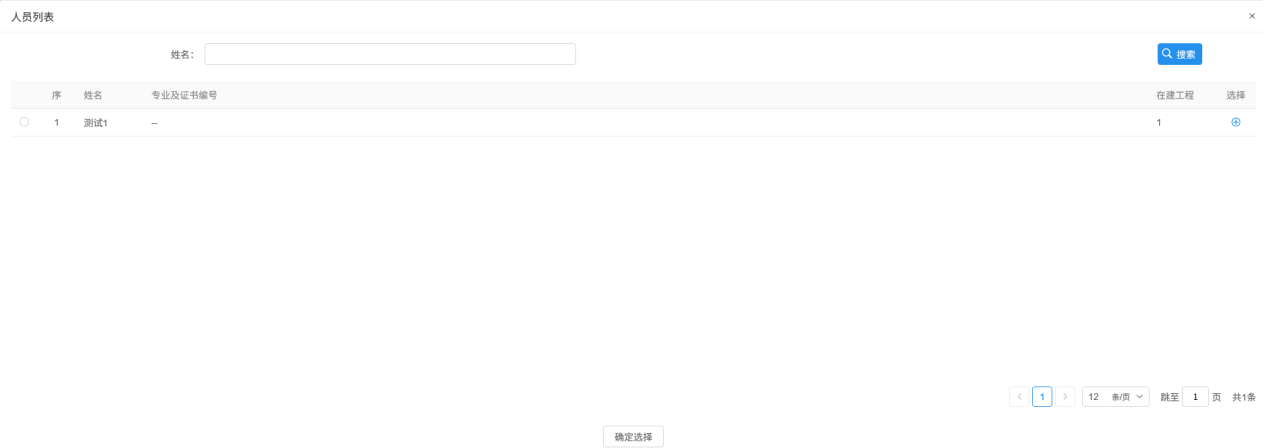 人员列表 ×
姓名： 搜索
序 姓名 专业及证书编号 在建工程 选择
1 测试1 -- 1
1 12 条/页 跳至 1 页 共1条
确定选择